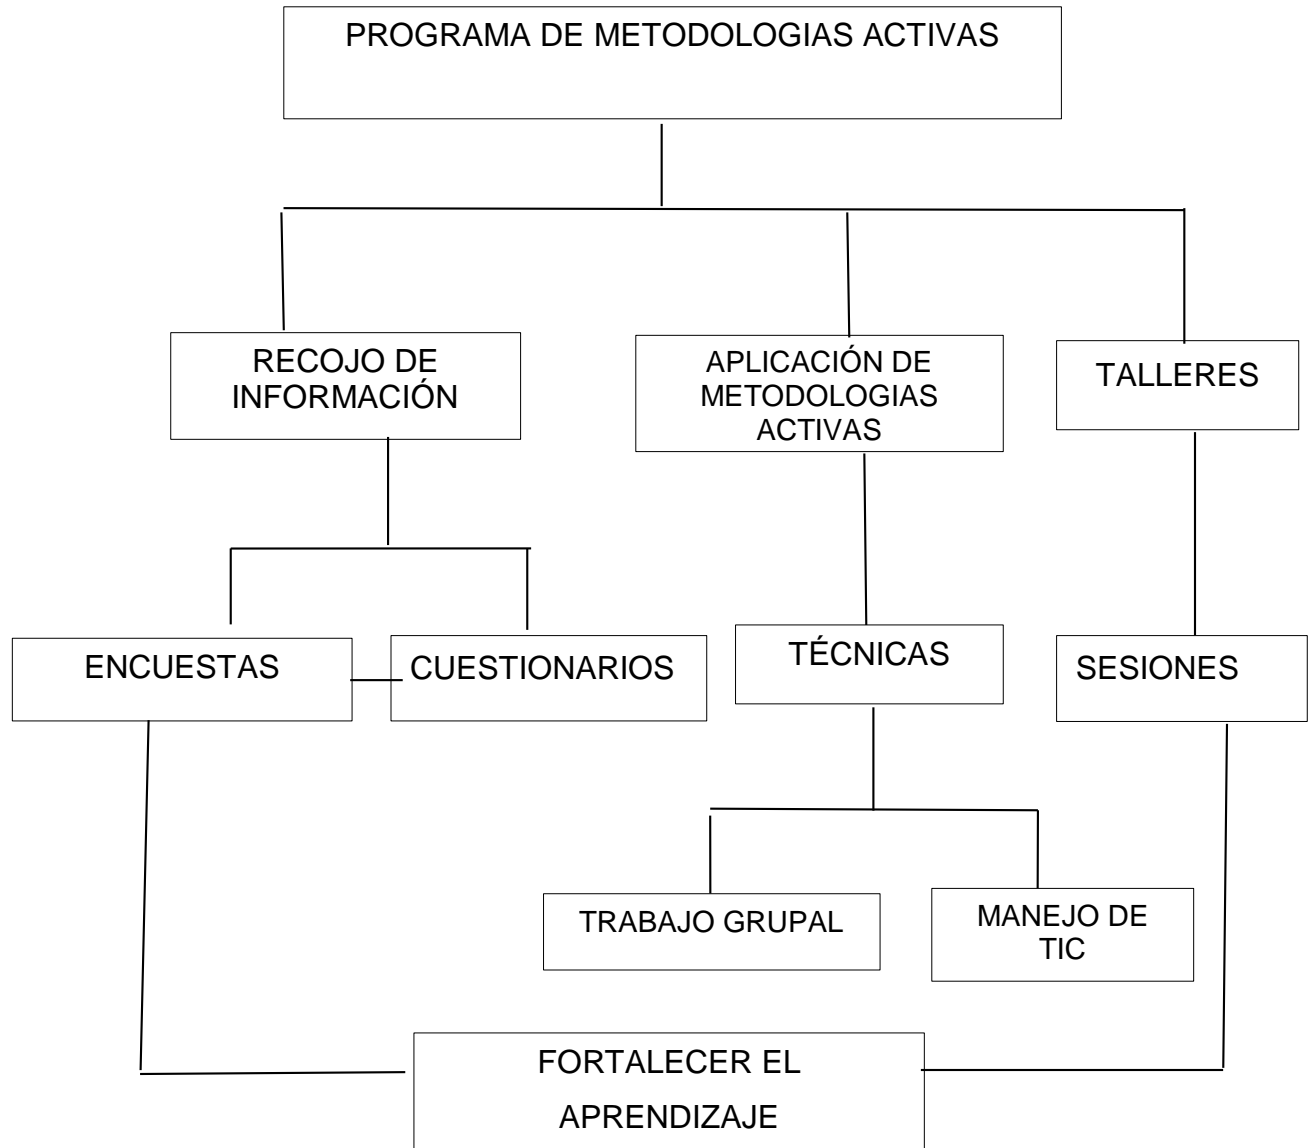 PROGRAMA DE METODOLOGIAS ACTIVAS
RECOJO DE
INFORMACIÓN
APLICACIÓN DE
METODOLOGIAS
ACTIVAS
TALLERES
ENCUESTAS
CUESTIONARIOS
TÉCNICAS
SESIONES
TRABAJO GRUPAL
MANEJO DE
TIC
FORTALECER EL
APRENDIZAJE